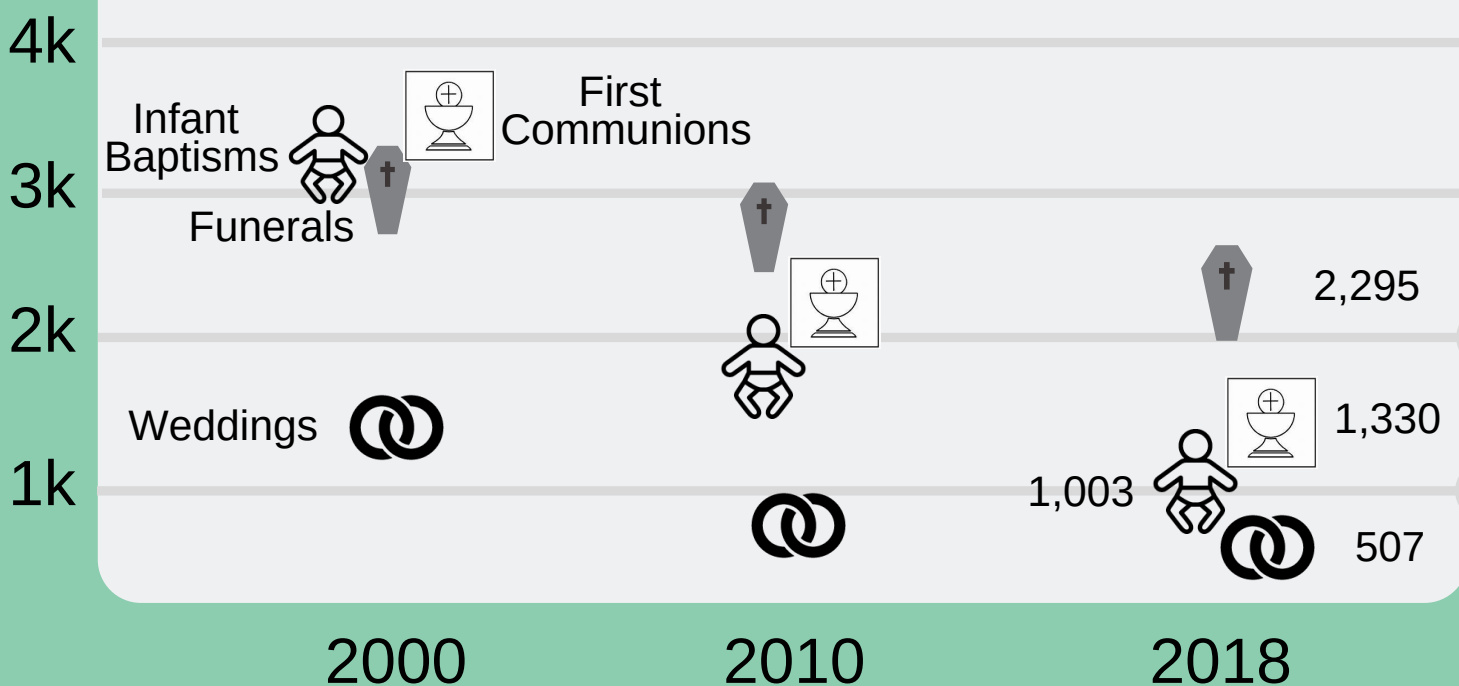 4k
First
Communions
Infant
Baptisms
3k
Funerals
2,295
2k
Weddings
1,330
1k
1,003
507
2000 2010 2018